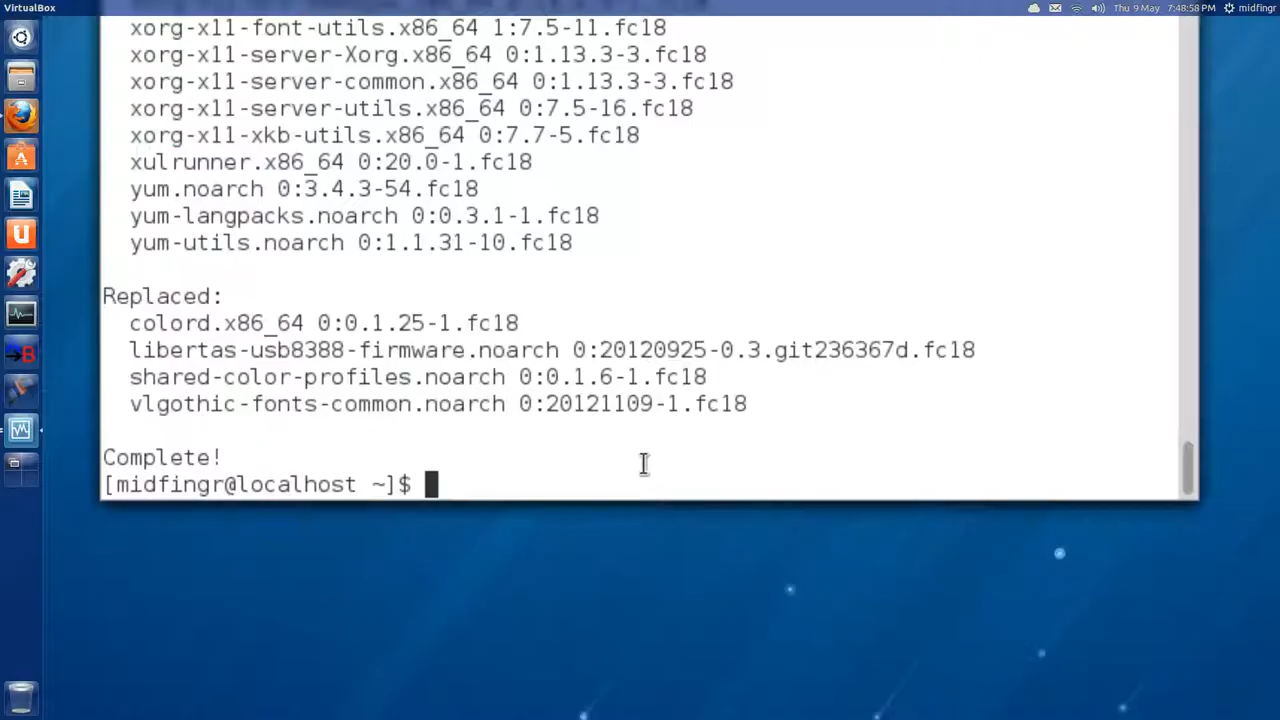 VirtualBox
Thu 9 May 7:48:58 PM midfingr
xorg-x11-font-utils.x86_64 1:7.5-11.fc18
xorg-x11-server-Xorg.x86_64 0:1.13.3-3.fc18
xorg-x11-server-common.x86_64 0:1.13.3-3.fc18
xorg-x11-server-utils.x86_64 0:7.5-16.fc18
xorg-x11-xkb-utils.x86_64 0:7.7-5.fc18
xulrunner.x86_64 0:20.0-1.fc18
yum.noarch 0:3.4.3-54.fc18
yum-langpacks.noarch 0:0.3.1-1.fc18
yum-utils.noarch 0:1.1.31-10.fc18
Replaced:
colord.x86_64 0:0.1.25-1.fc18
libertas-usb8388-firmware.noarch 0:20120925-0.3.git236367d.fc18
shared-color-profiles.noarch 0:0.1.6-1.fc18
vlgothic-fonts-common.noarch 0:20121109-1.fc18
Complete!
[midfingr@localhost ~]$